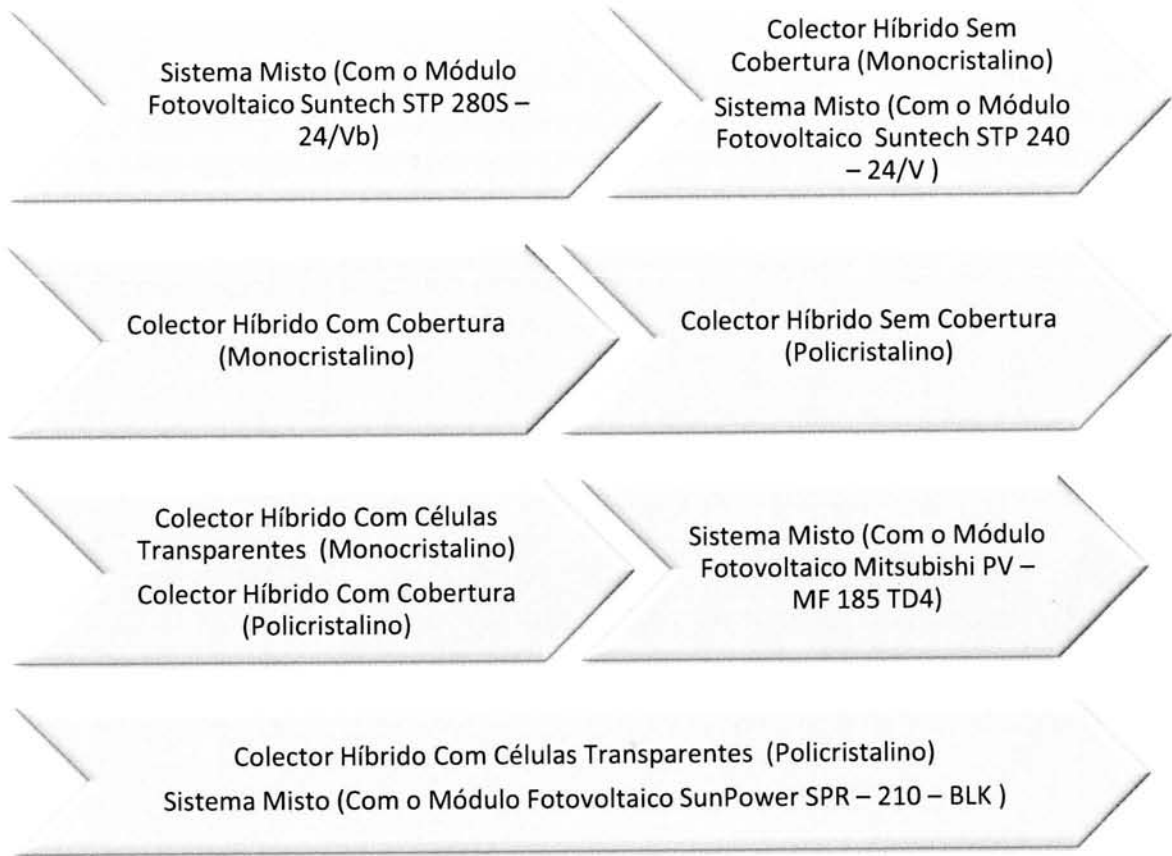 Sistema Misto (Com o Módulo
Fotovoltaico Suntech STP 280S –
24/Vb)
Colector Híbrido Sem
Cobertura (Monocristalino)
Sistema Misto (Com o Módulo
Fotovoltaico Suntech STP 240
– 24/V )
Colector Híbrido Com Cobertura
(Monocristalino)
Colector Híbrido Sem Cobertura
(Policristalino)
Colector Híbrido Com Células
Transparentes (Monocristalino)
Colector Híbrido Com Cobertura
(Policristalino)
Sistema Misto (Com o Módulo
Fotovoltaico Mitsubishi PV –
MF 185 TD4)
Colector Híbrido Com Células Transparentes (Policristalino)
Sistema Misto (Com o Módulo Fotovoltaico SunPower SPR – 210 – BLK )